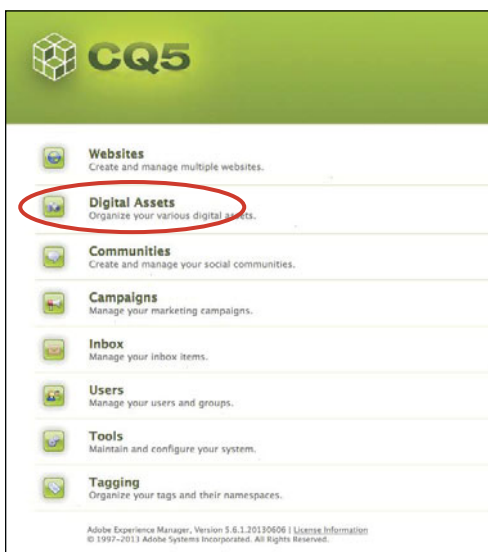 CQ5
Websites
Create and manage multiple websites.
Digital Assets
Organize your various digital assets.
Communities
Create and manage your social communities.
Campaigns
Manage your marketing campaigns.
Inbox
Manage your inbox items.
Users
Manage your users and groups.
Tools
Maintain and configure your system.
Tagging
Organize your tags and their namespaces.
Adobe Experience Manager, Version 5.6.1.20130606 | License Information
© 1997-2013 Adobe Systems Incorporated. All Rights Reserved.